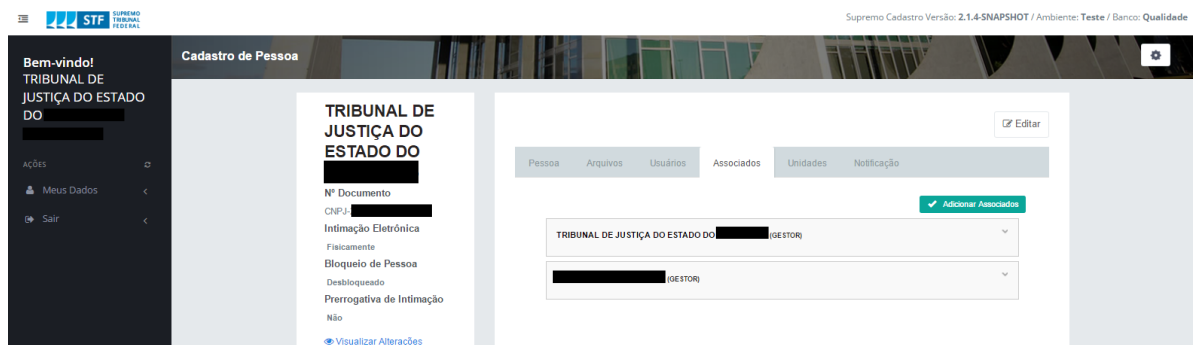 STF SUPREMO
TRIBUNAL
FEDERAL
Supremo Cadastro Versão: 2.1.4-SNAPSHOT / Ambiente: Teste / Banco: Qualidade
Bem-vindo!
TRIBUNAL DE
JUSTIÇA DO ESTADO
DO
AÇÕES
Meus Dados
Sair
Cadastro de Pessoa
TRIBUNAL DE
JUSTIÇA DO
ESTADO DO
Nº Documento
CNPJ-
Intimação Eletrônica
Fisicamente
Bloqueio de Pessoa
Desbloqueado
Prerrogativa de Intimação
Não
Visualizar Alterações
Editar
Pessoa Arquivos Usuários Associados Unidades Notificação
Adicionar Associados
TRIBUNAL DE JUSTIÇA DO ESTADO DO (GESTOR)
(GESTOR)